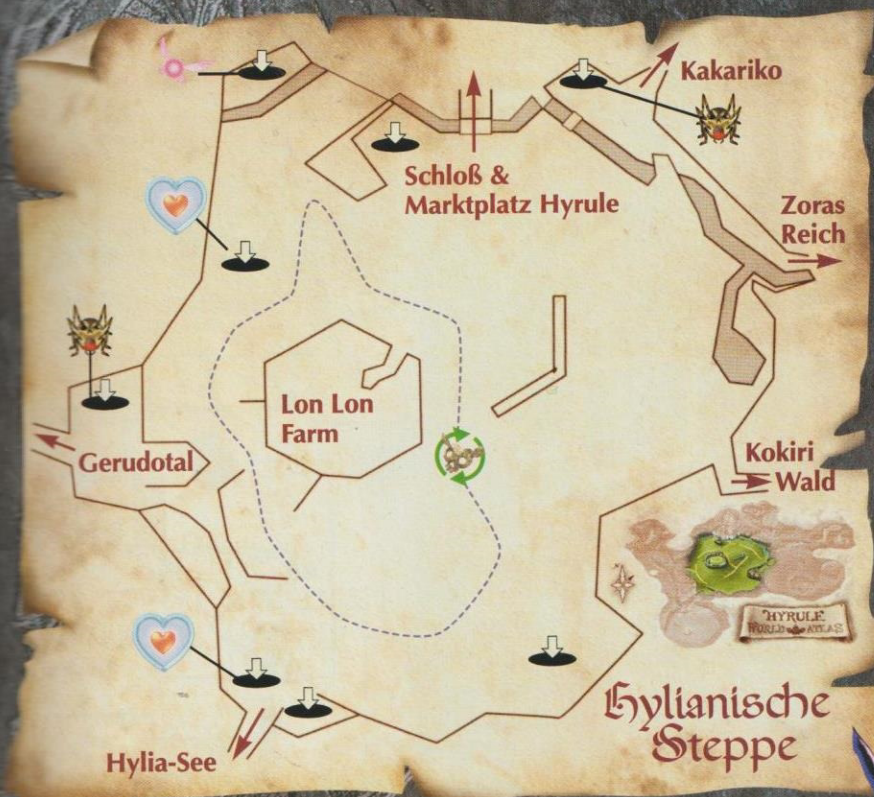 Kakariko
Schloß &
Marktplatz Hyrule
Zoras
Reich
Lon Lon
Farm
Gerudotal
Kokiri
Wald
HYRULE
WORLD ATLAS
Hylianische
Steppe
Hylia-See